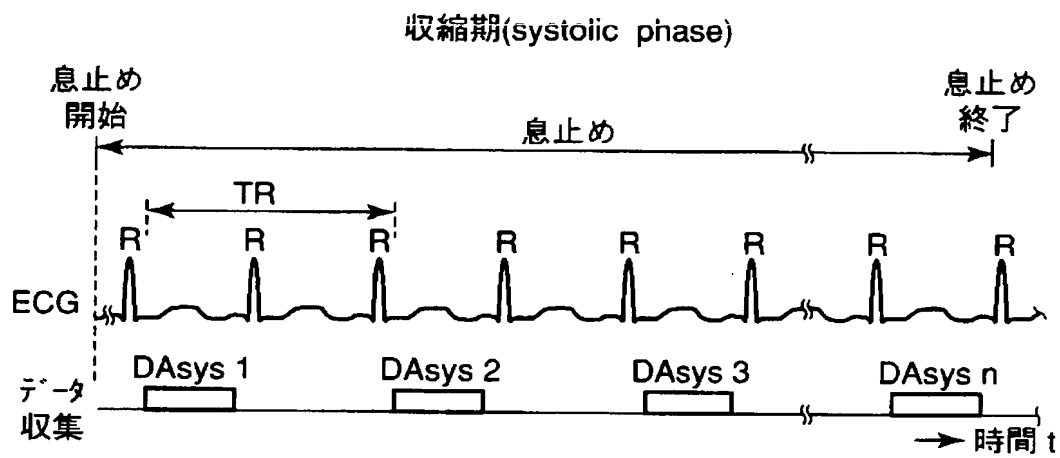 収縮期(systolic phase)
息止め
開始
息止め
息止め
終了
TR
R R R R R R R R
ECG
DAsys 1 DAsys 2 DAsys 3 DAsys n
データ
収集
時間 t